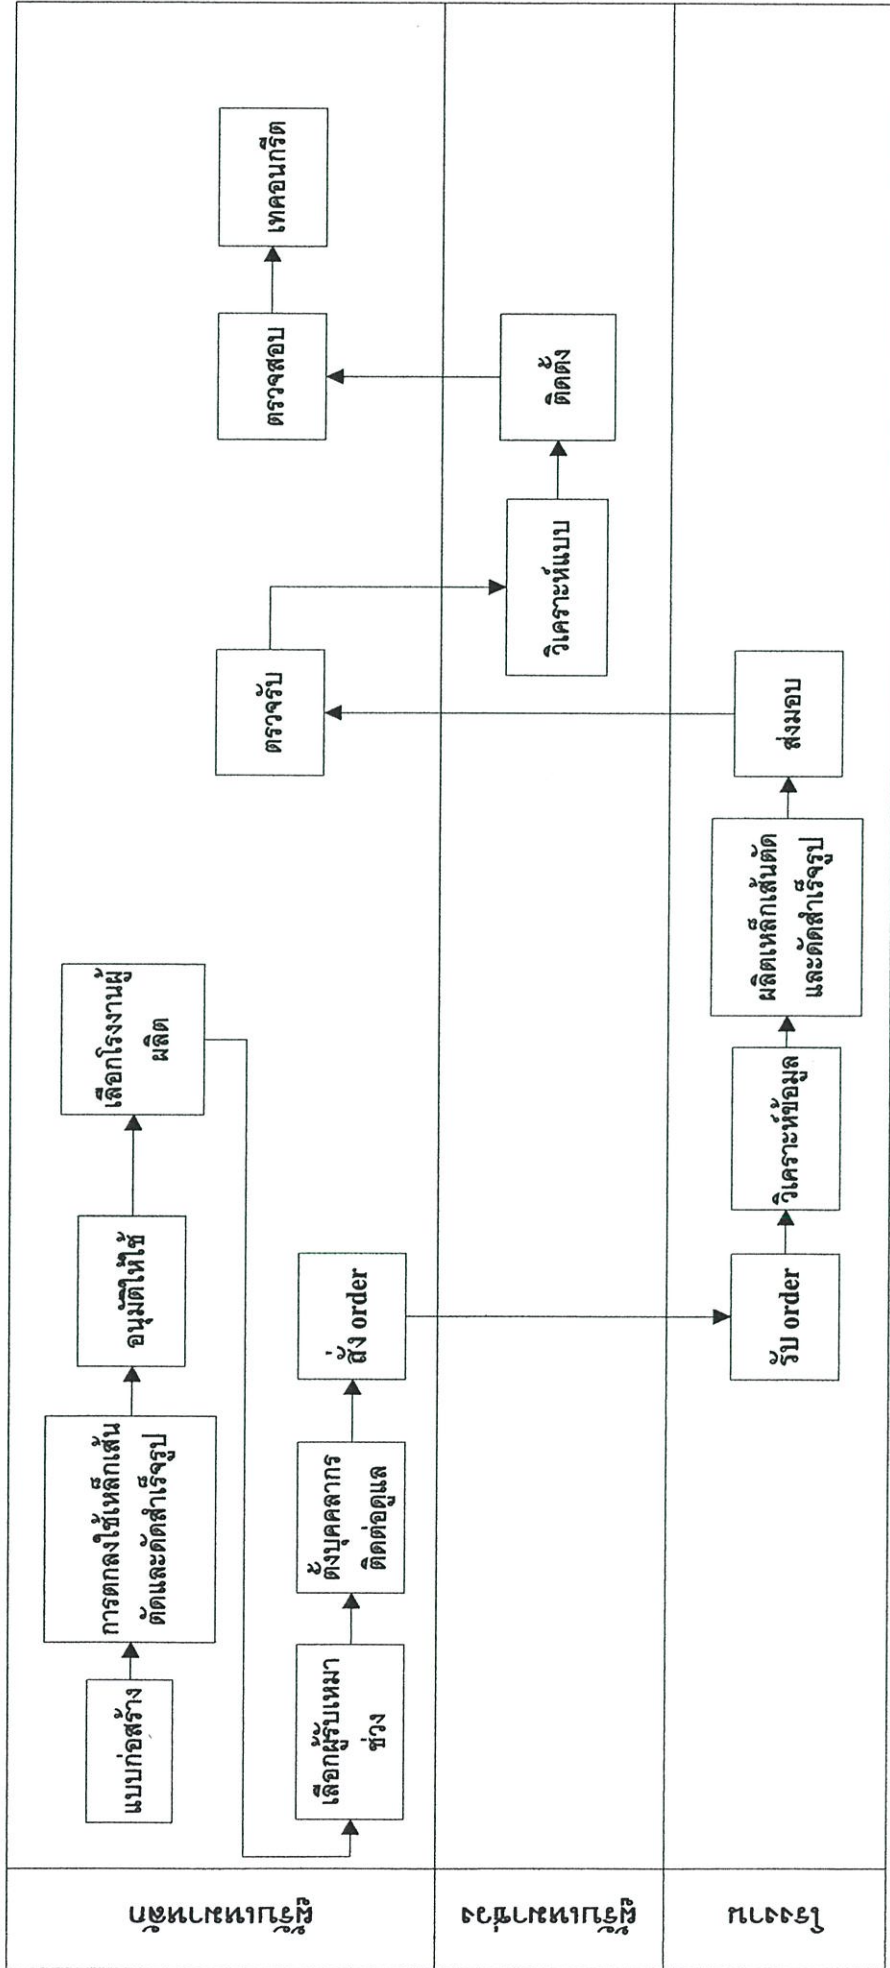 ผู้รับเหมาหลัก
แบบก่อสร้าง
การตกลงใช้เหล็กเส้น
ตัดและดัดสำเร็จรูป
อนุมัติให้ใช้
เลือกโรงงานผู้
ผลิต
เลือกผู้รับเหมา
ช่วง
ตั้งบุคคลากร
ติดต่อดูแล
สั่ง order
ตรวจรับ
ตรวจสอบ
เทคอนกรีต
ผู้รับเหมาช่วง
วิเคราะห์แบบ
ติดตั้ง
โรงงาน
รับ order
วิเคราะห์ข้อมูล
ผลิตเหล็กเส้นตัด
และดัดสำเร็จรูป
ส่งมอบ